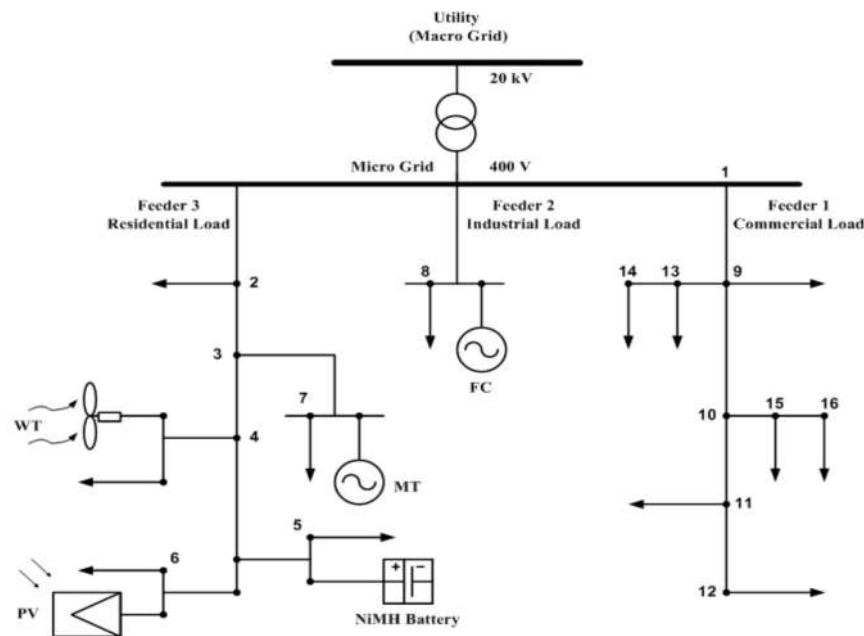 Utility
(Macro Grid)
20 kV
Micro Grid 400 V
1
Feeder 3
Residential Load
Feeder 2
Industrial Load
Feeder 1
Commercial Load
2
8
14 13 9
3
FC
7
WT
4
10 15 16
MT
11
5
6
+ −
PV
NiMH Battery
12